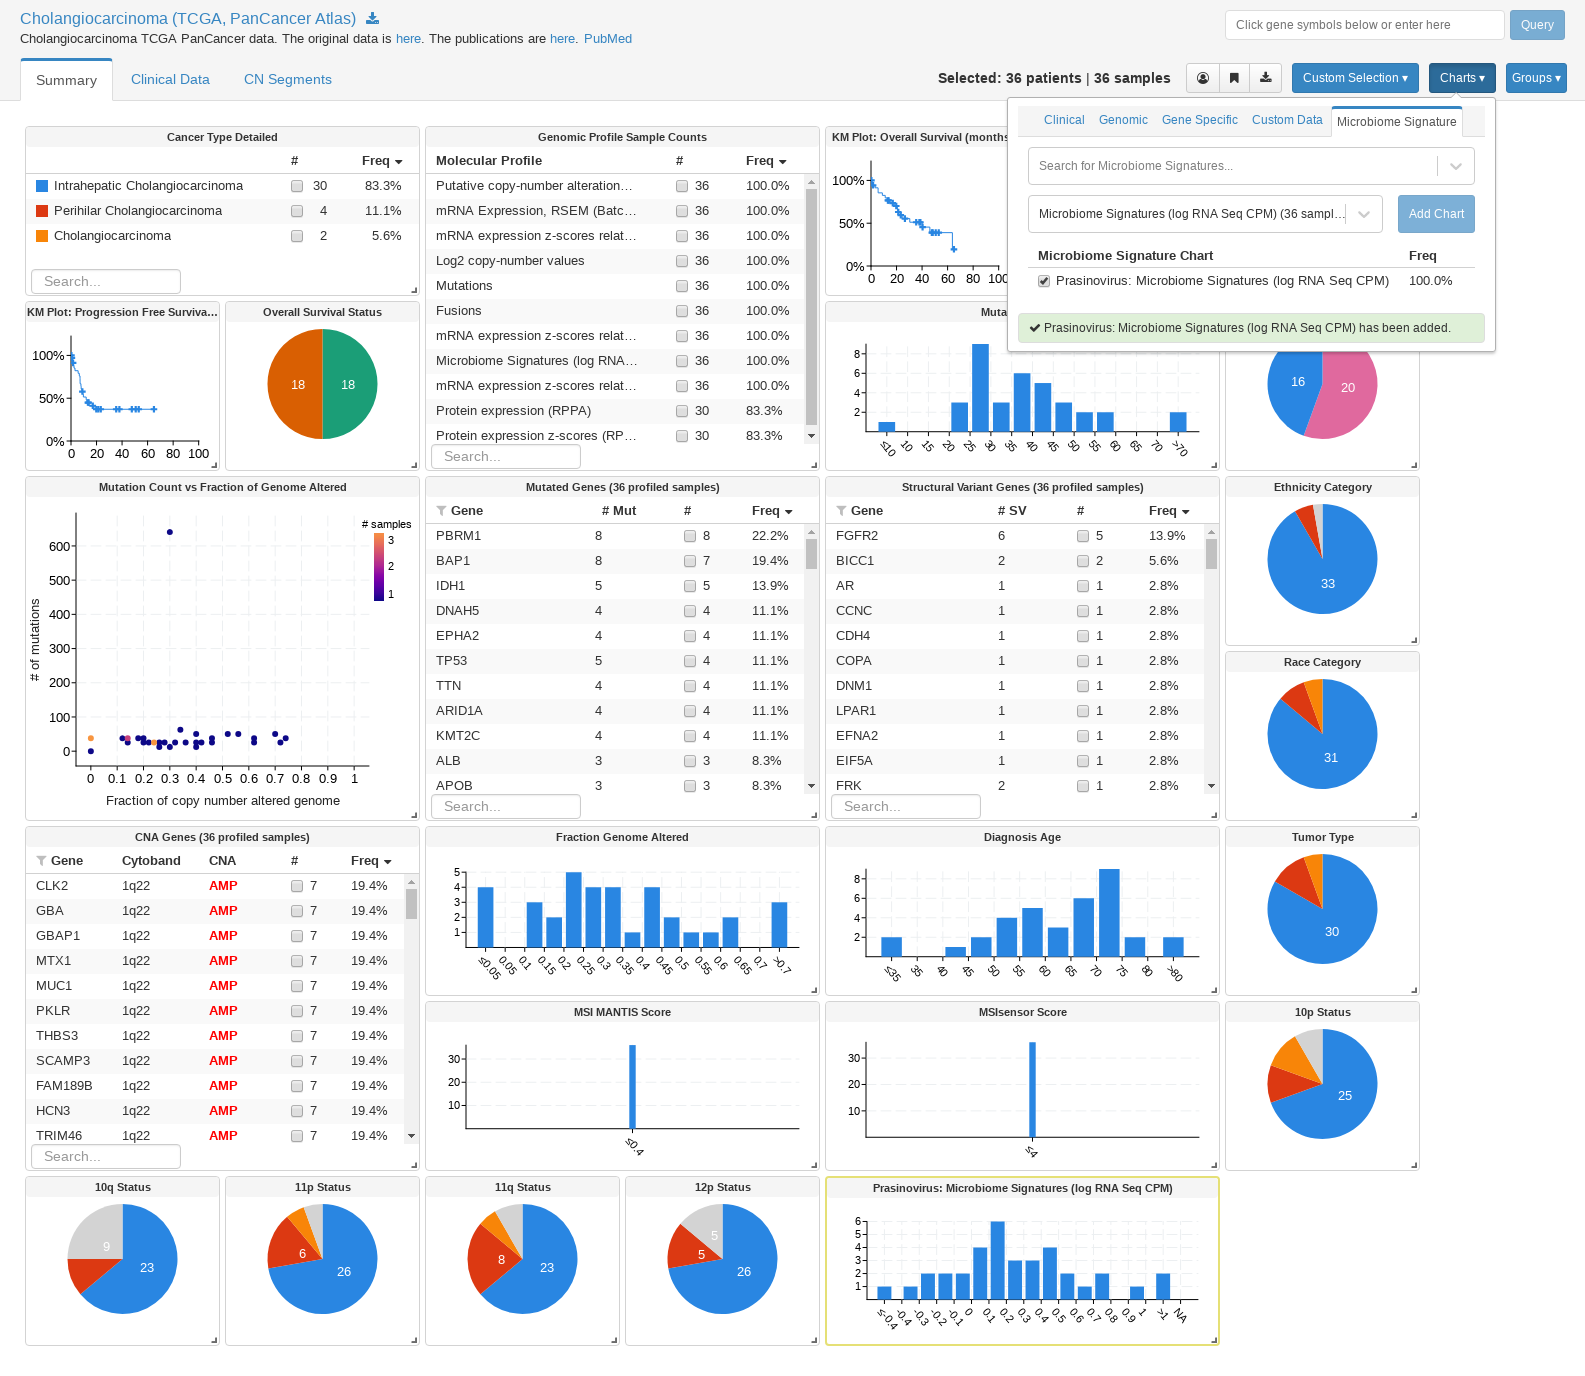 Cholangiocarcinoma (TCGA, PanCancer Atlas)
Cholangiocarcinoma TCGA PanCancer data. The original data is here. The publications are here. PubMed
Click gene symbols below or enter here
Query
Summary
Clinical Data
CN Segments
Selected: 36 patients | 36 samples
Custom Selection ▾
Charts ▾
Groups ▾
Clinical Genomic Gene Specific Custom Data Microbiome Signature
Search for Microbiome Signatures...
Microbiome Signatures (log RNA Seq CPM) (36 sampl...
Add Chart
Microbiome Signature Chart Freq
Prasinovirus: Microbiome Signatures (log RNA Seq CPM) 100.0%
Prasinovirus: Microbiome Signatures (log RNA Seq CPM) has been added.
Cancer Type Detailed
# Freq
Intrahepatic Cholangiocarcinoma 30 83.3%
Perihilar Cholangiocarcinoma 4 11.1%
Cholangiocarcinoma 2 5.6%
Search...
Genomic Profile Sample Counts
Molecular Profile # Freq
Putative copy-number alteration… 36 100.0%
mRNA Expression, RSEM (Batc… 36 100.0%
mRNA expression z-scores relat… 36 100.0%
Log2 copy-number values 36 100.0%
Mutations 36 100.0%
Fusions 36 100.0%
mRNA expression z-scores relat… 36 100.0%
Microbiome Signatures (log RNA… 36 100.0%
mRNA expression z-scores relat… 36 100.0%
Protein expression (RPPA) 30 83.3%
Protein expression z-scores (RP… 30 83.3%
Search...
KM Plot: Overall Survival (months
100%
50%
0%
0 20 40 60 80 100
KM Plot: Progression Free Surviva...
100%
50%
0%
0 20 40 60 80 100
Overall Survival Status
18 18
Muta
8
6
4
2
≤10 10 15 20 25 30 35 40 45 50 55 60 65 70 >70
16 20
Mutation Count vs Fraction of Genome Altered
# samples
3
2
1
# of mutations
600
500
400
300
200
100
0
0 0.1 0.2 0.3 0.4 0.5 0.6 0.7 0.8 0.9 1
Fraction of copy number altered genome
Mutated Genes (36 profiled samples)
Gene # Mut # Freq
PBRM1 8 8 22.2%
BAP1 8 7 19.4%
IDH1 5 5 13.9%
DNAH5 4 4 11.1%
EPHA2 4 4 11.1%
TP53 5 4 11.1%
TTN 4 4 11.1%
ARID1A 4 4 11.1%
KMT2C 4 4 11.1%
ALB 3 3 8.3%
APOB 3 3 8.3%
Search...
Structural Variant Genes (36 profiled samples)
Gene # SV # Freq
FGFR2 6 5 13.9%
BICC1 2 2 5.6%
AR 1 1 2.8%
CCNC 1 1 2.8%
CDH4 1 1 2.8%
COPA 1 1 2.8%
DNM1 1 1 2.8%
LPAR1 1 1 2.8%
EFNA2 1 1 2.8%
EIF5A 1 1 2.8%
FRK 2 1 2.8%
Search...
Ethnicity Category
33
Race Category
31
CNA Genes (36 profiled samples)
Gene Cytoband CNA # Freq
CLK2 1q22 AMP 7 19.4%
GBA 1q22 AMP 7 19.4%
GBAP1 1q22 AMP 7 19.4%
MTX1 1q22 AMP 7 19.4%
MUC1 1q22 AMP 7 19.4%
PKLR 1q22 AMP 7 19.4%
THBS3 1q22 AMP 7 19.4%
SCAMP3 1q22 AMP 7 19.4%
FAM189B 1q22 AMP 7 19.4%
HCN3 1q22 AMP 7 19.4%
TRIM46 1q22 AMP 7 19.4%
Search...
Fraction Genome Altered
5
4
3
2
1
≤0.05 0.05 0.1 0.15 0.2 0.25 0.3 0.35 0.4 0.45 0.5 0.55 0.6 0.65 0.7 >0.7
Diagnosis Age
8
6
4
2
≤35 35 40 45 50 55 60 65 70 75 80 >80
Tumor Type
30
MSI MANTIS Score
30
20
10
≤0.4
MSIsensor Score
30
20
10
≤4
10p Status
25
10q Status
9 23
11p Status
6 26
11q Status
8 23
12p Status
5
5 26
Prasinovirus: Microbiome Signatures (log RNA Seq CPM)
6
5
4
3
2
1
≤-0.4 -0.4 -0.3 -0.2 -0.1 0 0.1 0.2 0.3 0.4 0.5 0.6 0.7 0.8 0.9 1 >1 NA